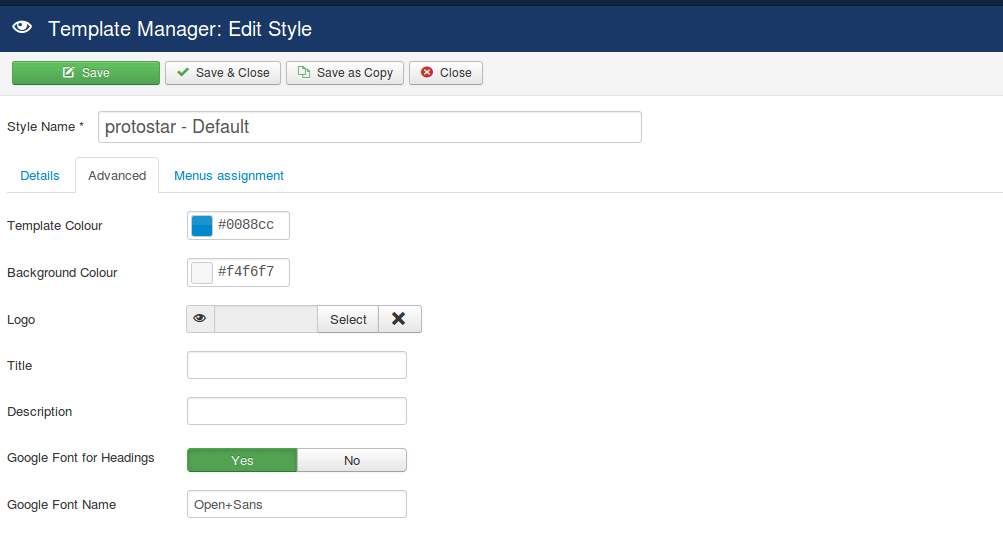 Template Manager: Edit Style
Save Save & Close Save as Copy Close
Style Name * protostar - Default
Details Advanced Menus assignment
Template Colour #0088cc
Background Colour #f4f6f7
Logo Select
Title
Description
Google Font for Headings Yes No
Google Font Name Open+Sans